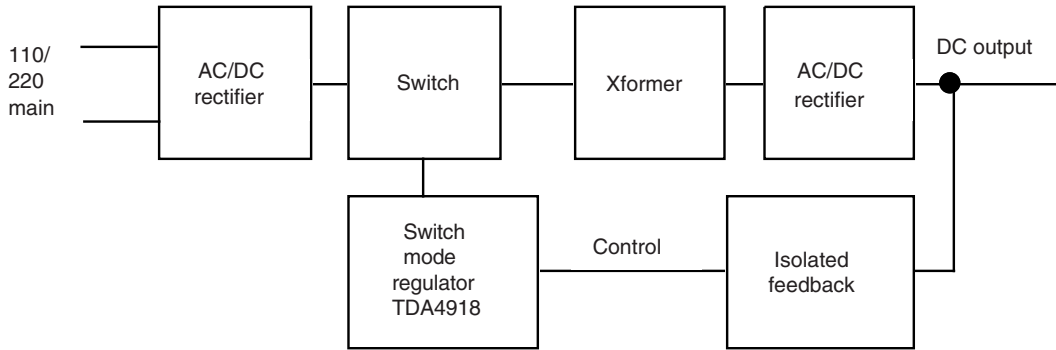 110/
220
main
AC/DC
rectifier
Switch
Xformer
AC/DC
rectifier
DC output
Switch
mode
regulator
TDA4918
Control
Isolated
feedback